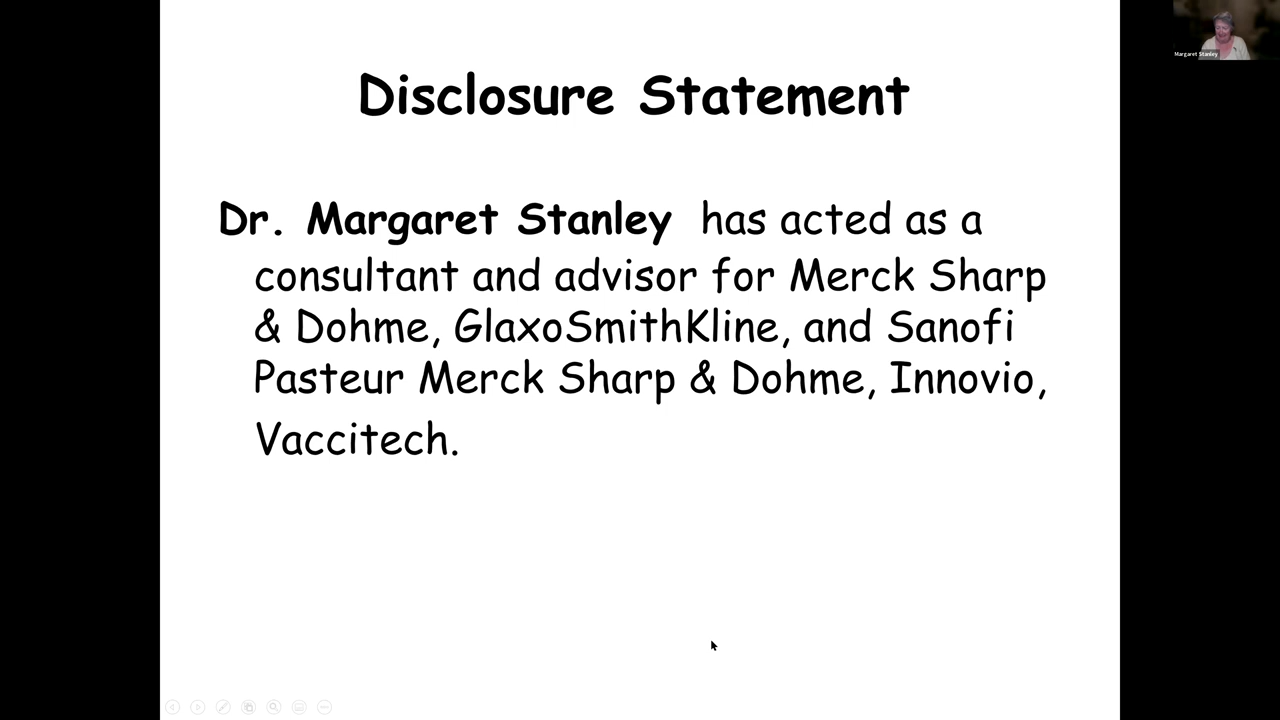 Disclosure Statement
Dr. Margaret Stanley has acted as a
consultant and advisor for Merck Sharp
& Dohme, GlaxoSmithKline, and Sanofi
Pasteur Merck Sharp & Dohme, Innovio,
Vaccitech.
Margaret Stanley